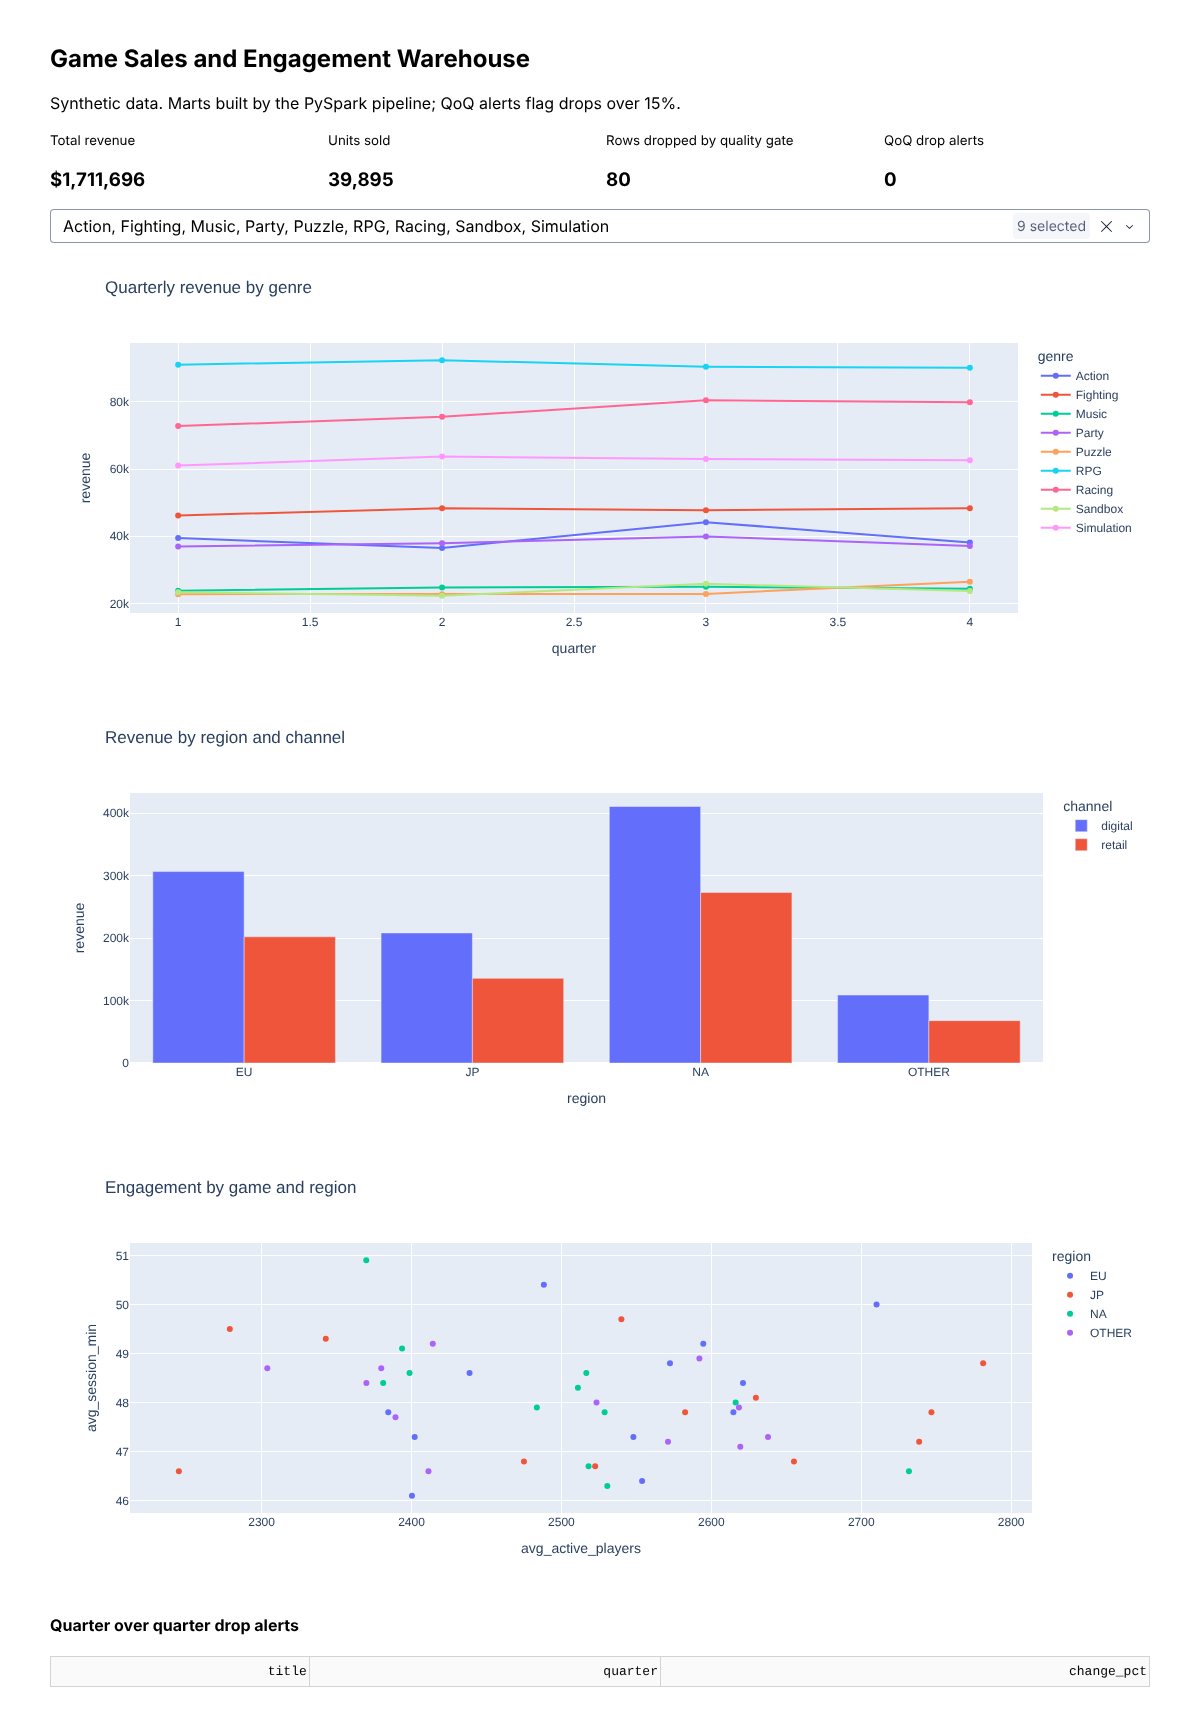 Game Sales and Engagement Warehouse
Synthetic data. Marts built by the PySpark pipeline; QoQ alerts flag drops over 15%.
Total revenue
$1,711,696
Units sold
39,895
Rows dropped by quality gate
80
QoQ drop alerts
0
Action, Fighting, Music, Party, Puzzle, RPG, Racing, Sandbox, Simulation
9 selected
Quarterly revenue by genre
revenue
80k
60k
40k
20k
1
1.5
2
2.5
3
3.5
4
quarter
genre
Action
Fighting
Music
Party
Puzzle
RPG
Racing
Sandbox
Simulation
Revenue by region and channel
revenue
400k
300k
200k
100k
0
EU
JP
NA
OTHER
region
channel
digital
retail
Engagement by game and region
avg_session_min
51
50
49
48
47
46
2300
2400
2500
2600
2700
2800
avg_active_players
region
EU
JP
NA
OTHER
Quarter over quarter drop alerts
title
quarter
change_pct